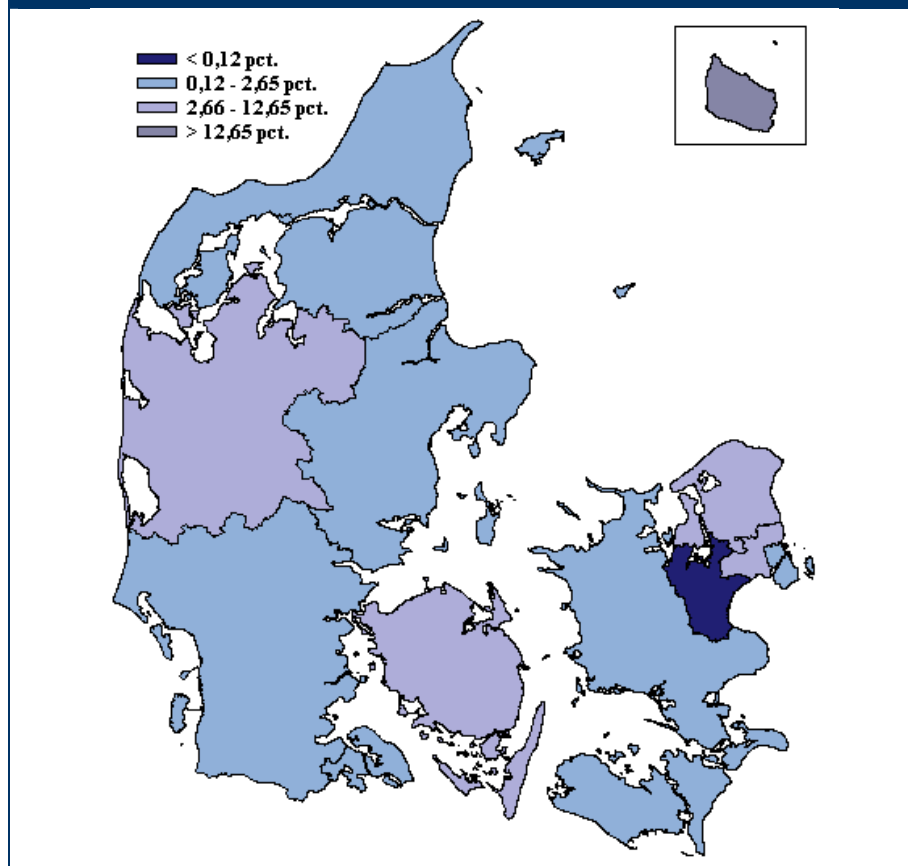 < 0,12 pct.
0,12 - 2,65 pct.
2,66 - 12,65 pct.
> 12,65 pct.